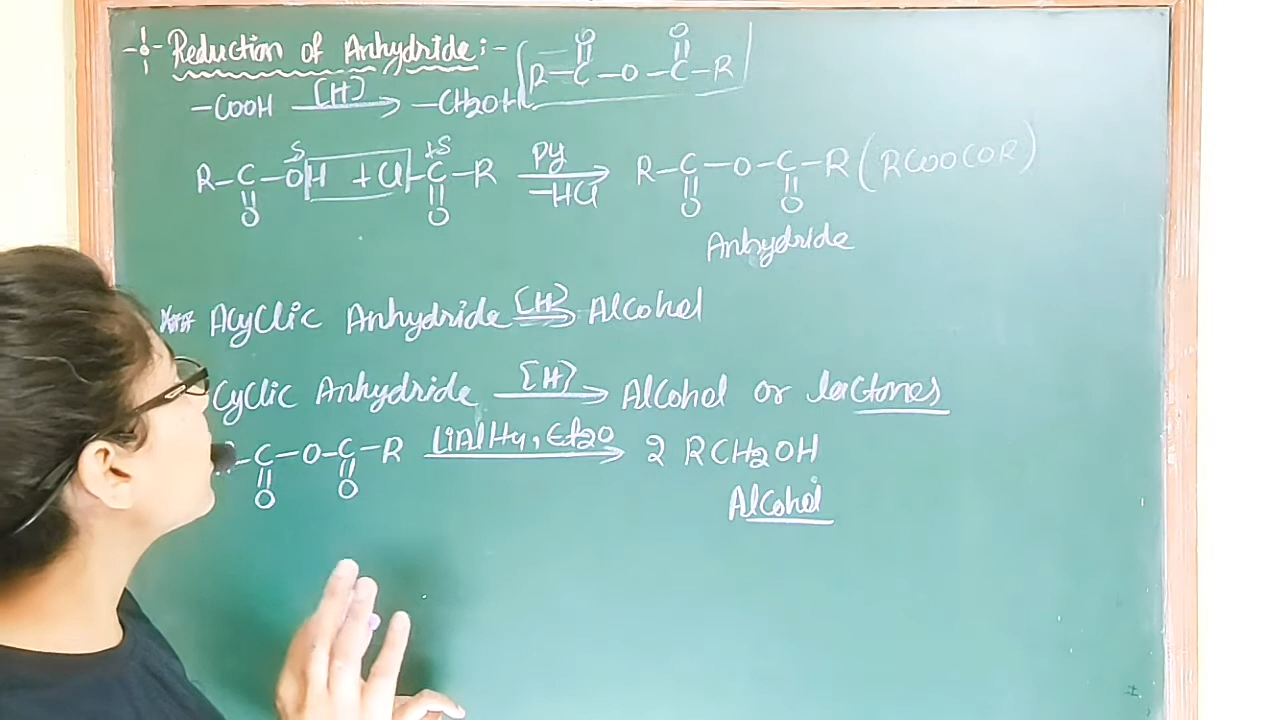 Reduction of Anhydride :-
R-C-O-C-R
O O
-COOH [H] → -CH2OH
R-C-OH + Cl-C-R Py → -HCl R-C-O-C-R (RCOOCOR)
O O O O
Anhydride
Acyclic Anhydride [H] → Alcohol
Cyclic Anhydride [H] → Alcohol or lactones
-C-O-C-R LiAlH4, Et2O → 2 RCH2OH
O O
Alcohol